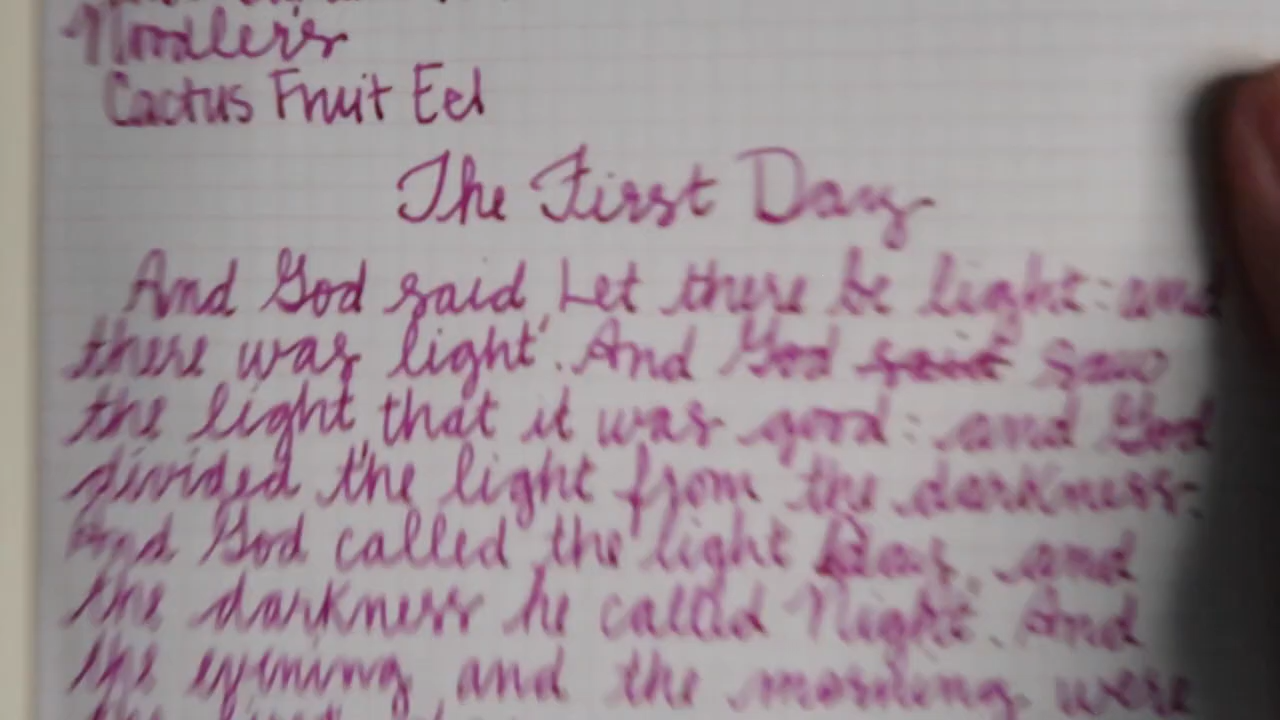 Noodler's
Cactus Fruit Eel
The First Day
And God said, Let there be light: and
there was light. And God said saw
the light, that it was good: and God
divided the light from the darkness.
And God called the light Day, and
the darkness he called Night. And
the evening and the morning were